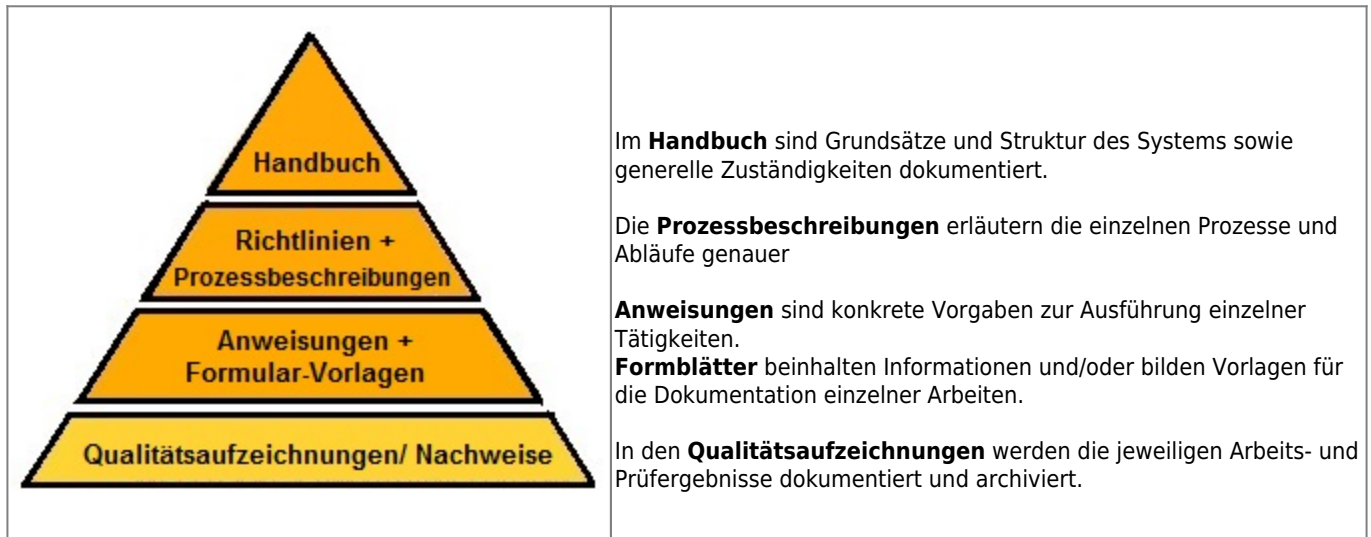 Handbuch
Richtlinien +
Prozessbeschreibungen
Anweisungen +
Formular-Vorlagen
Qualitätsaufzeichnungen/ Nachweise
Im Handbuch sind Grundsätze und Struktur des Systems sowie
generelle Zuständigkeiten dokumentiert.
Die Prozessbeschreibungen erläutern die einzelnen Prozesse und
Abläufe genauer
Anweisungen sind konkrete Vorgaben zur Ausführung einzelner
Tätigkeiten.
Formblätter beinhalten Informationen und/oder bilden Vorlagen für
die Dokumentation einzelner Arbeiten.
In den Qualitätsaufzeichnungen werden die jeweiligen Arbeits- und
Prüfergebnisse dokumentiert und archiviert.